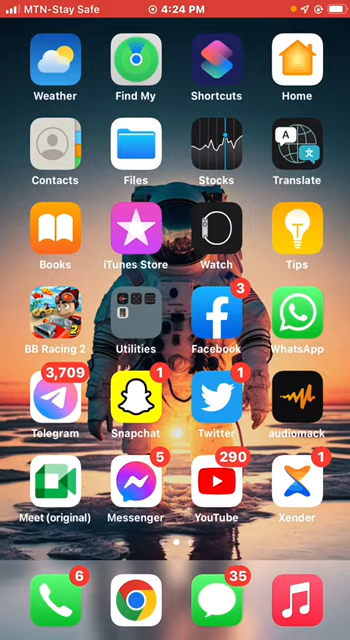 MTN-Stay Safe 4:24 PM
Weather Find My Shortcuts Home
A
文
Contacts Files Stocks Translate
Books iTunes Store Watch Tips
3
2
BB Racing 2 Utilities Facebook WhatsApp
3,709 1 1
Telegram Snapchat Twitter audiomack
5 290 1
Meet (original) Messenger YouTube Xender
6 35